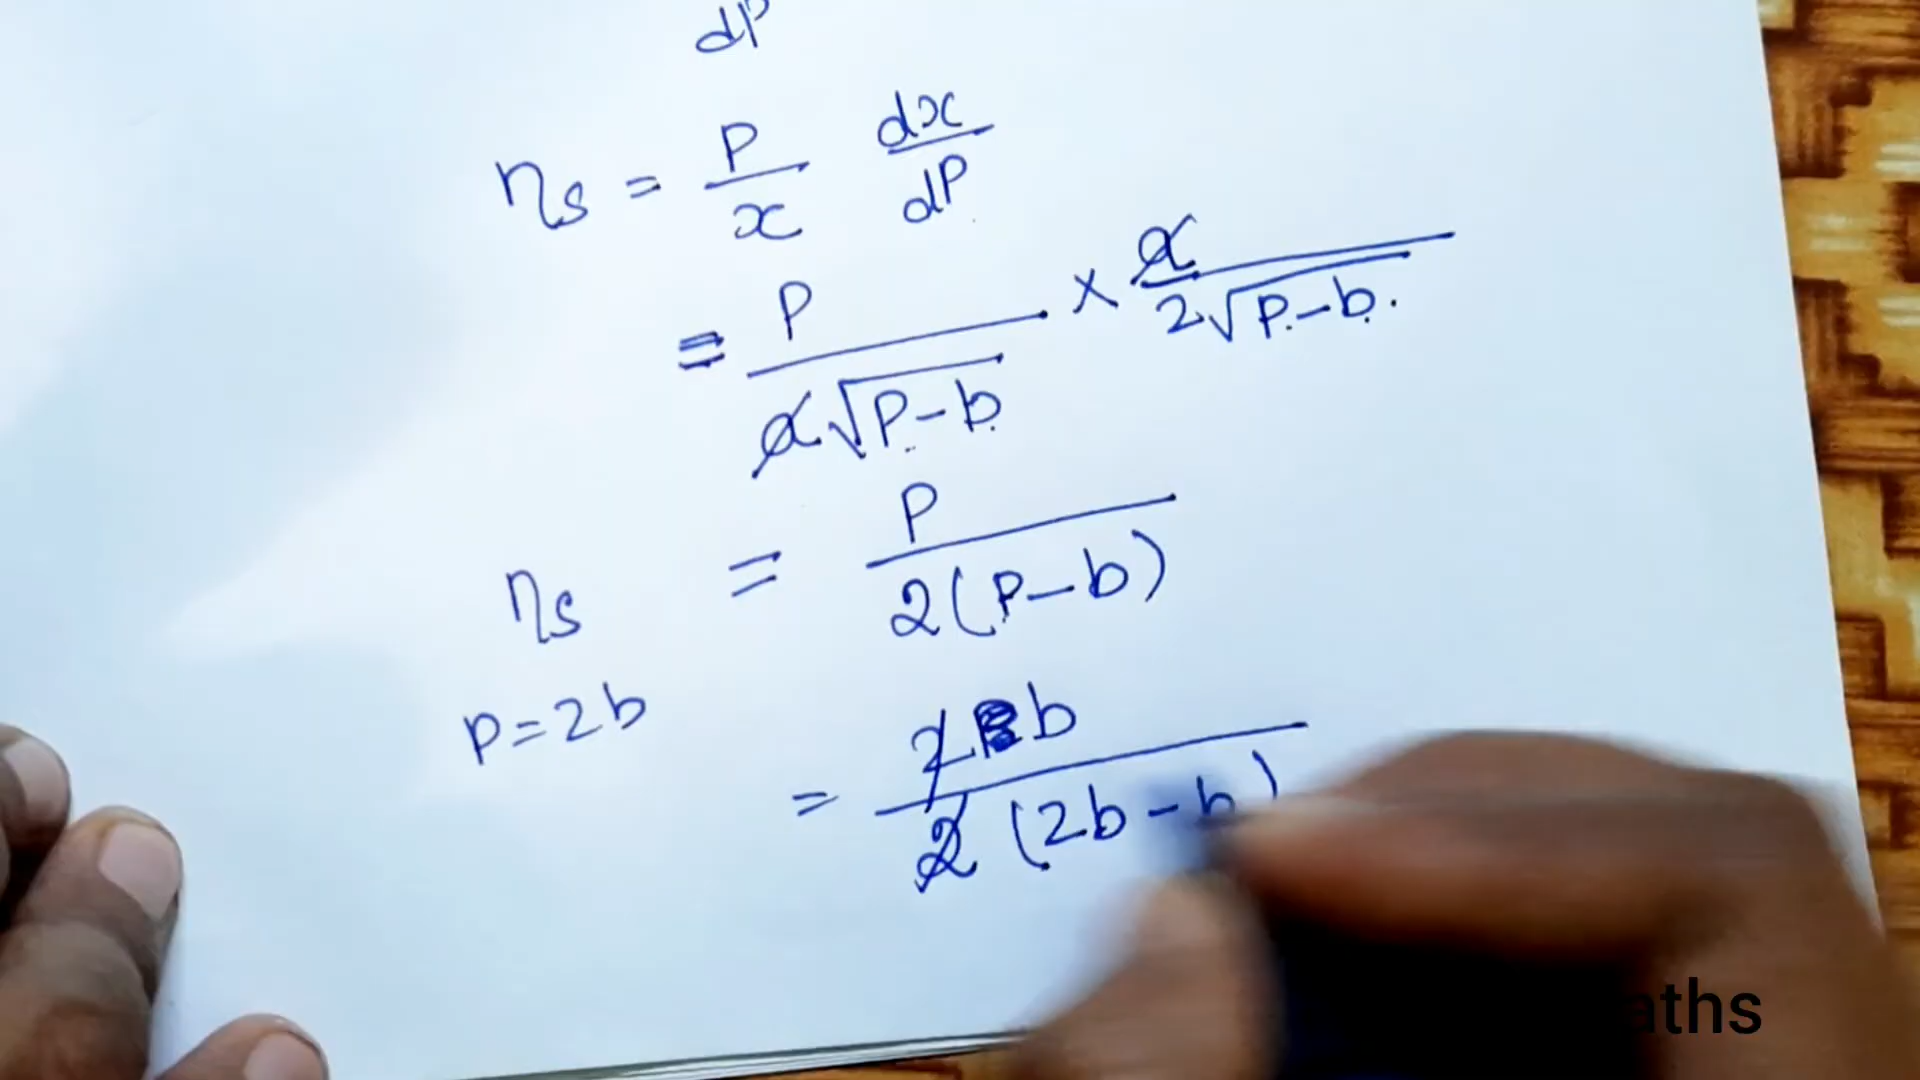 dP
ηs = P/x dx/dP
= P/(a√(P-b)) × a/(2√(P-b)).
ηs = P/(2(P-b))
P=2b
= 2b/(2(2b-b))
aths